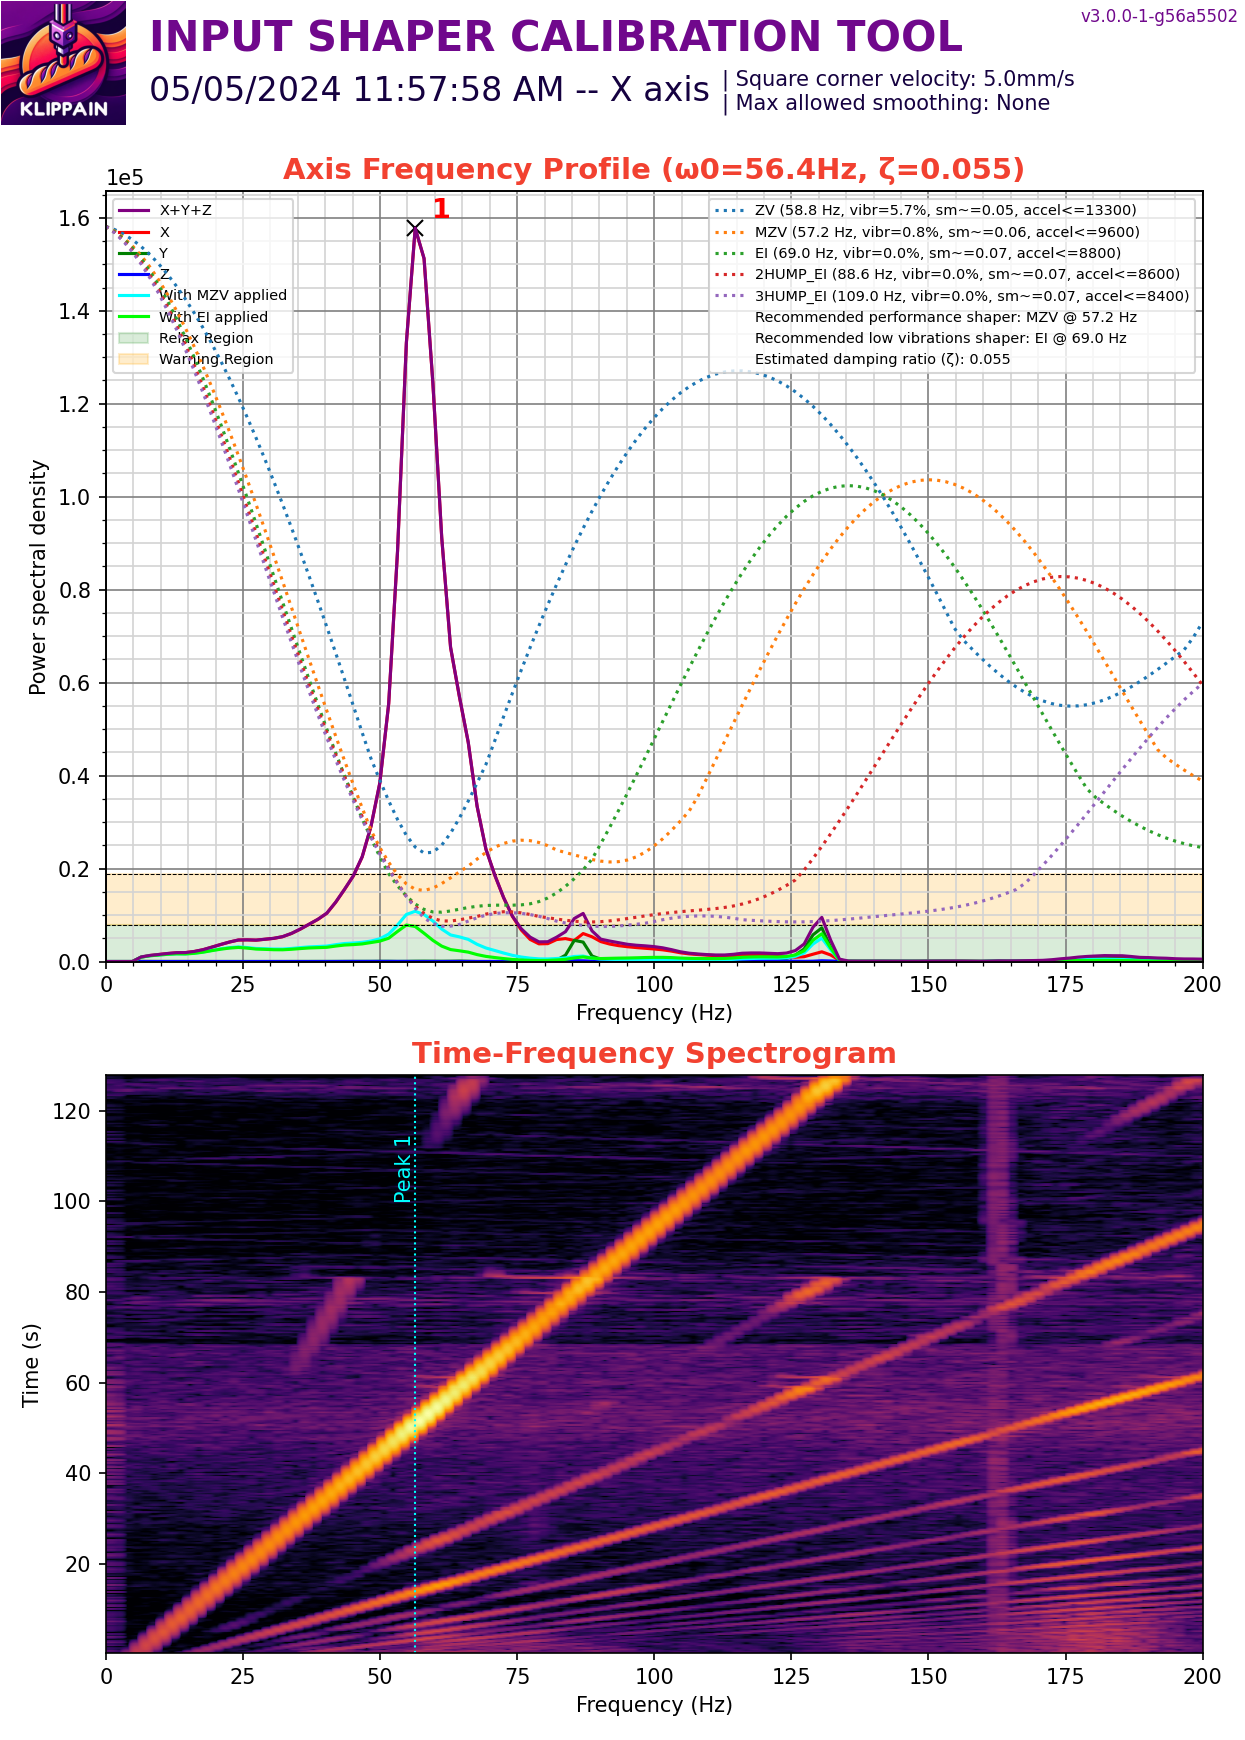 v3.0.0-1-g56a5502
KLIPPAIN
INPUT SHAPER CALIBRATION TOOL
05/05/2024 11:57:58 AM -- X axis
| Square corner velocity: 5.0mm/s
| Max allowed smoothing: None
Axis Frequency Profile (ω0=56.4Hz, ζ=0.055)
1e5
1.6
1.4
1.2
1.0
0.8
0.6
0.4
0.2
0.0
Power spectral density
X+Y+Z
X
Y
Z
With MZV applied
With EI applied
Relax Region
Warning Region
1
ZV (58.8 Hz, vibr=5.7%, sm~=0.05, accel<=13300)
MZV (57.2 Hz, vibr=0.8%, sm~=0.06, accel<=9600)
EI (69.0 Hz, vibr=0.0%, sm~=0.07, accel<=8800)
2HUMP_EI (88.6 Hz, vibr=0.0%, sm~=0.07, accel<=8600)
3HUMP_EI (109.0 Hz, vibr=0.0%, sm~=0.07, accel<=8400)
Recommended performance shaper: MZV @ 57.2 Hz
Recommended low vibrations shaper: EI @ 69.0 Hz
Estimated damping ratio (ζ): 0.055
0 25 50 75 100 125 150 175 200
Frequency (Hz)
Time-Frequency Spectrogram
120
100
80
60
40
20
Time (s)
Peak 1
0 25 50 75 100 125 150 175 200
Frequency (Hz)